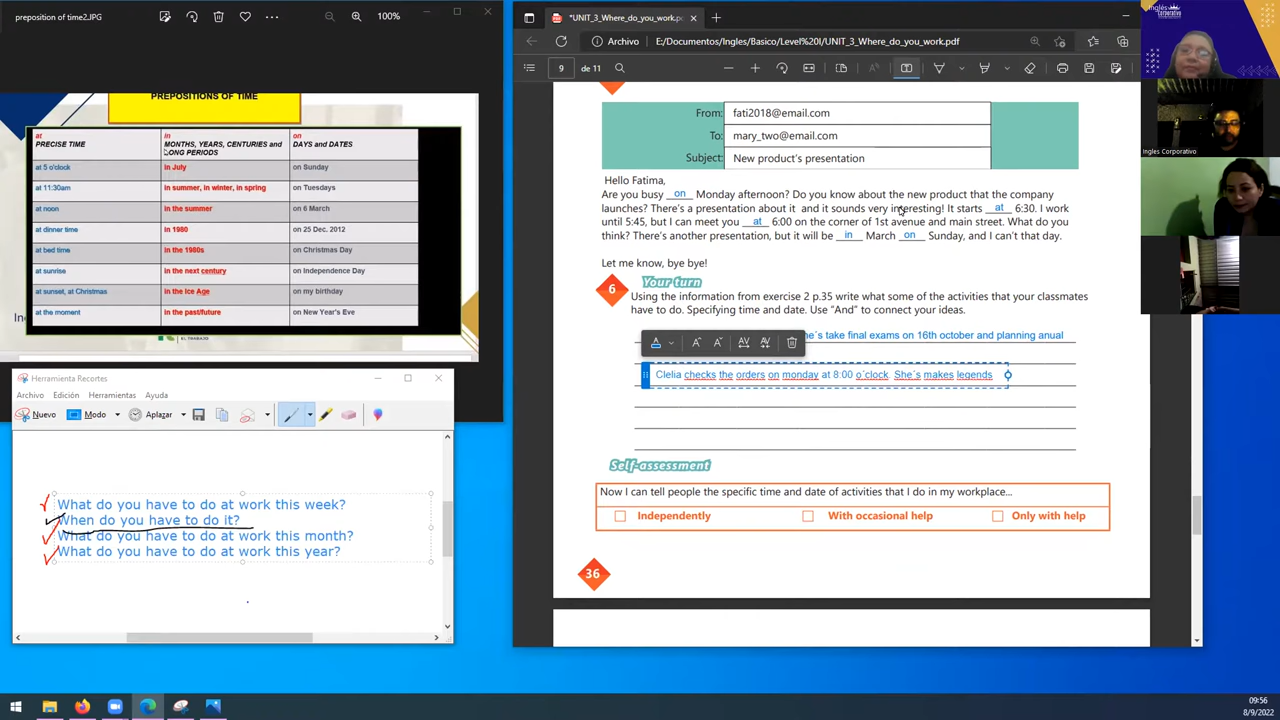 preposition of time2.JPG
100%
PREPOSITIONS OF TIME
at
PRECISE TIME
in
MONTHS, YEARS, CENTURIES and
LONG PERIODS
on
DAYS and DATES
at 5 o'clock
in July
on Sunday
at 11:30am
in summer, in winter, in spring
on Tuesdays
at noon
in the summer
on 6 March
at dinner time
in 1980
on 25 Dec. 2012
at bed time
in the 1980s
on Christmas Day
at sunrise
in the next century
on Independence Day
at sunset, at Christmas
in the Ice Age
on my birthday
at the moment
in the past/future
on New Year's Eve
EL TRABAJO
Herramienta Recortes
Archivo Edición Herramientas Ayuda
Nuevo Modo Aplazar
What do you have to do at work this week?
When do you have to do it?
What do you have to do at work this month?
What do you have to do at work this year?
*UNIT_3_Where_do_you_work.p
Archivo E:/Documentos/Ingles/Basico/Level%20I/UNIT_3_Where_do_you_work.pdf
9 de 11
From: fati2018@email.com
To: mary_two@email.com
Subject: New product's presentation
Hello Fatima,
Are you busy on Monday afternoon? Do you know about the new product that the company
launches? There's a presentation about it and it sounds very interesting! It starts at 6:30. I work
until 5:45, but I can meet you at 6:00 on the corner of 1st avenue and main street. What do you
think? There's another presentation, but it will be in March on Sunday, and I can't that day.
Let me know, bye bye!
6 Your turn
Using the information from exercise 2 p.35 write what some of the activities that your classmates
have to do. Specifying time and date. Use "And" to connect your ideas.
he´s take final exams on 16th october and planning anual
Clelia checks the orders on monday at 8:00 o´clock. She´s makes legends
Self-assessment
Now I can tell people the specific time and date of activities that I do in my workplace...
Independently With occasional help Only with help
36
Inglés
Corporativo
Ingles Corporativo
09:56
8/9/2022